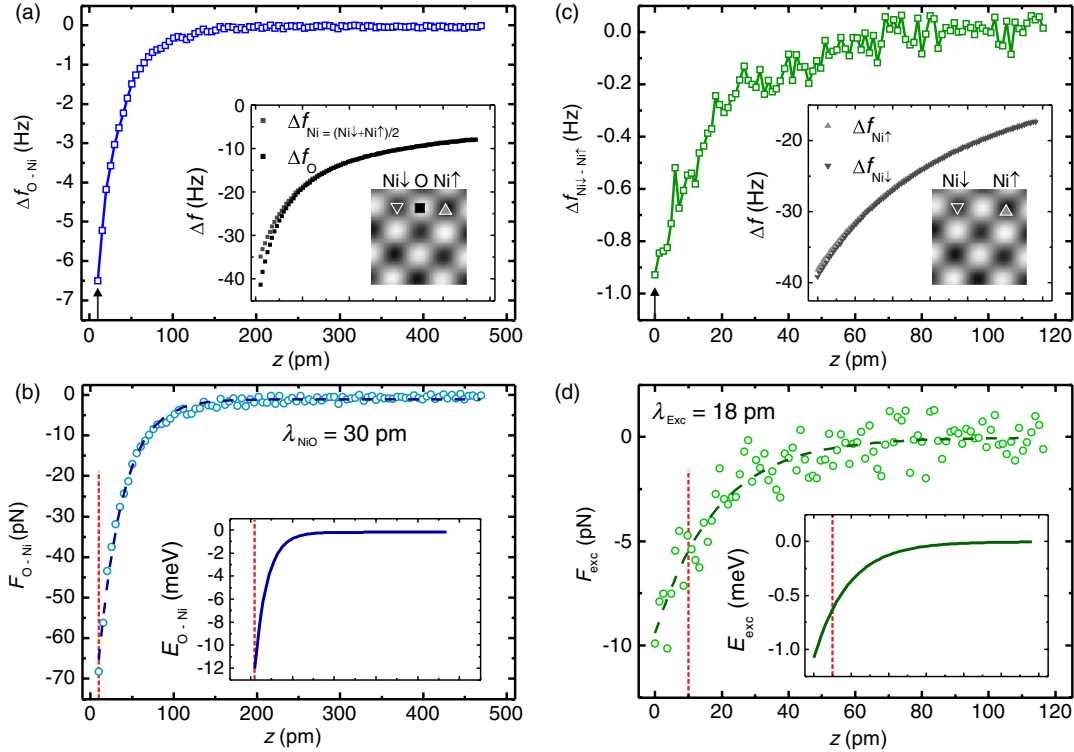 (a)
Δf O - Ni (Hz)
0
-1
-2
-3
-4
-5
-6
-7
0 100 200 300 400 500
z (pm)
Δf (Hz)
0
-10
-20
-30
-40
Δf Ni = (Ni↓+Ni↑)/2
Δf O
Ni↓ O Ni↑
(c)
Δf Ni↓ - Ni↑ (Hz)
0.0
-0.2
-0.4
-0.6
-0.8
-1.0
0 20 40 60 80 100 120
z (pm)
Δf (Hz)
-20
-30
-40
Δf Ni↑
Δf Ni↓
Ni↓ Ni↑
(b)
F O - Ni (pN)
0
-10
-20
-30
-40
-50
-60
-70
0 100 200 300 400 500
z (pm)
λ NiO = 30 pm
E O - Ni (meV)
0
-2
-4
-6
-8
-10
-12
(d)
λ Exc = 18 pm
F exc (pN)
0
-5
-10
0 20 40 60 80 100 120
z (pm)
E exc (meV)
0.0
-0.5
-1.0